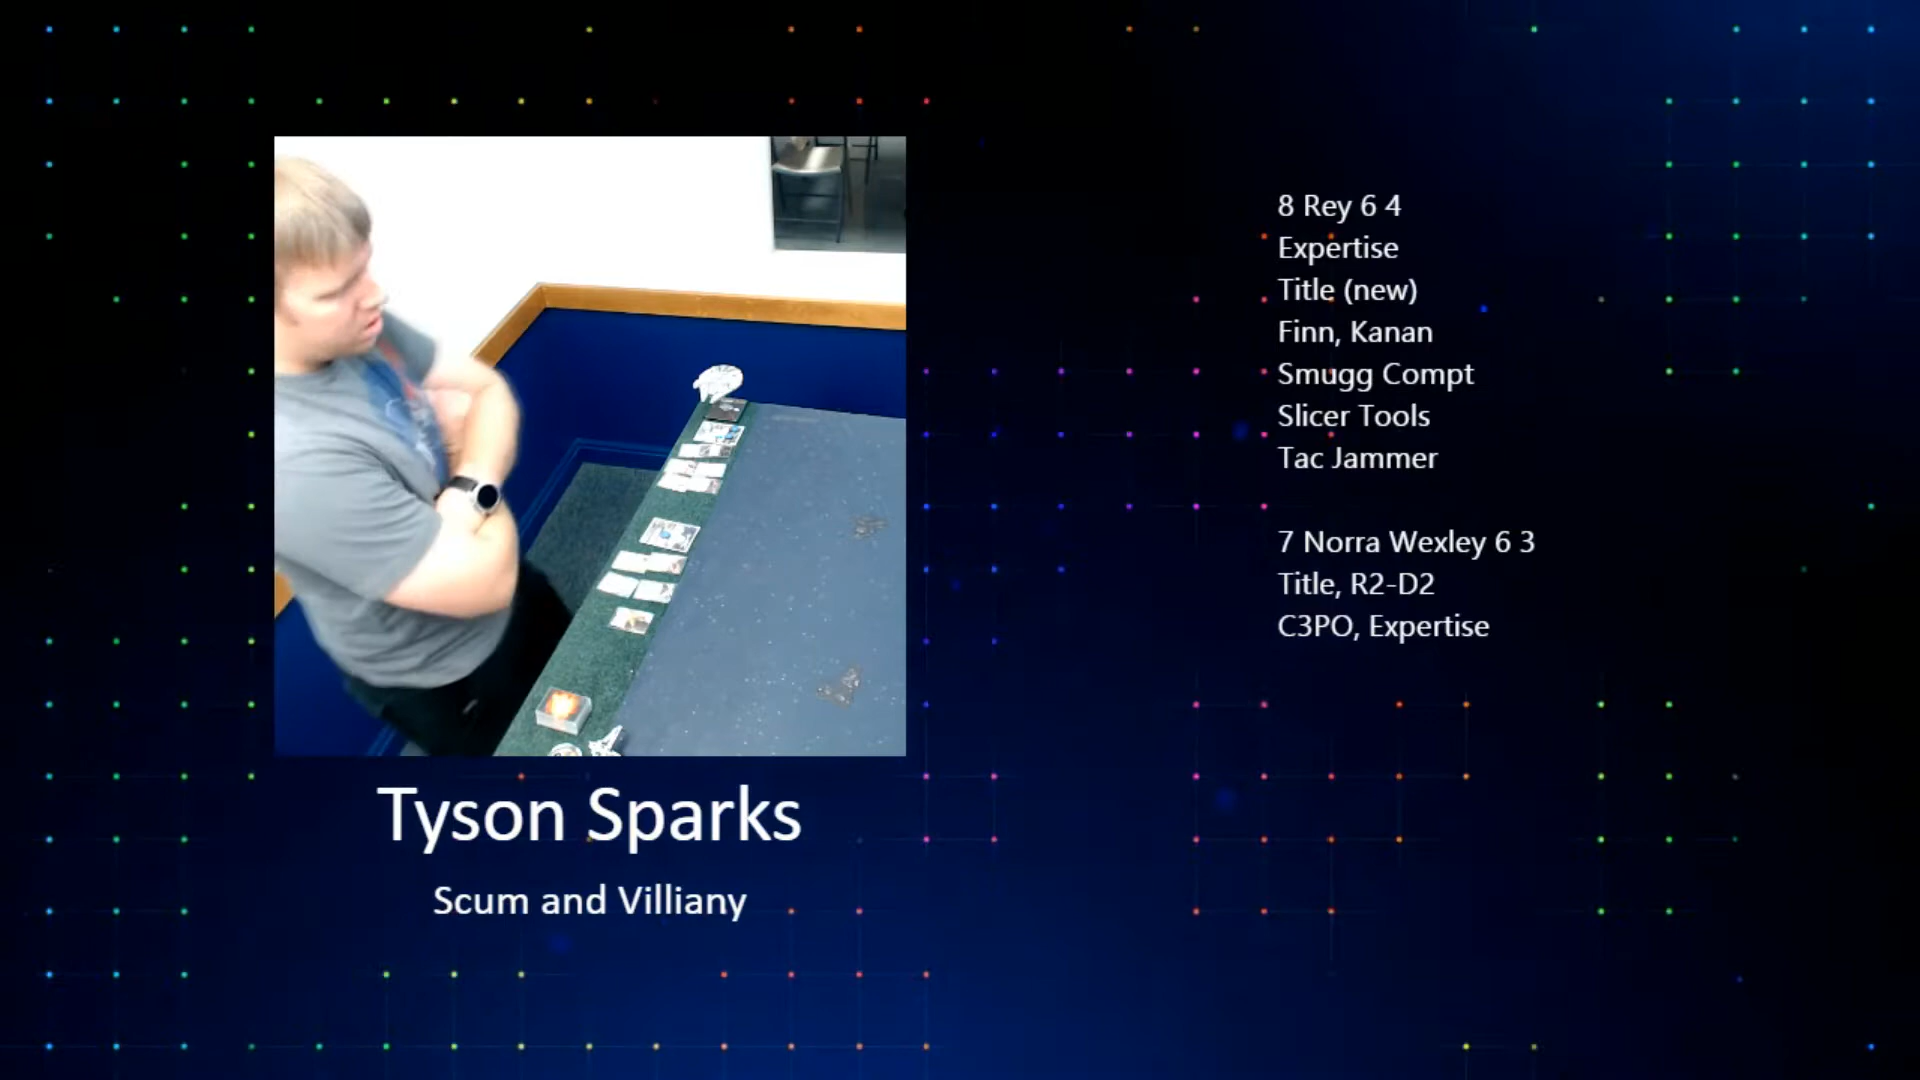 8 Rey 6 4
Expertise
Title (new)
Finn, Kanan
Smugg Compt
Slicer Tools
Tac Jammer
7 Norra Wexley 6 3
Title, R2-D2
C3PO, Expertise
Tyson Sparks
Scum and Villiany